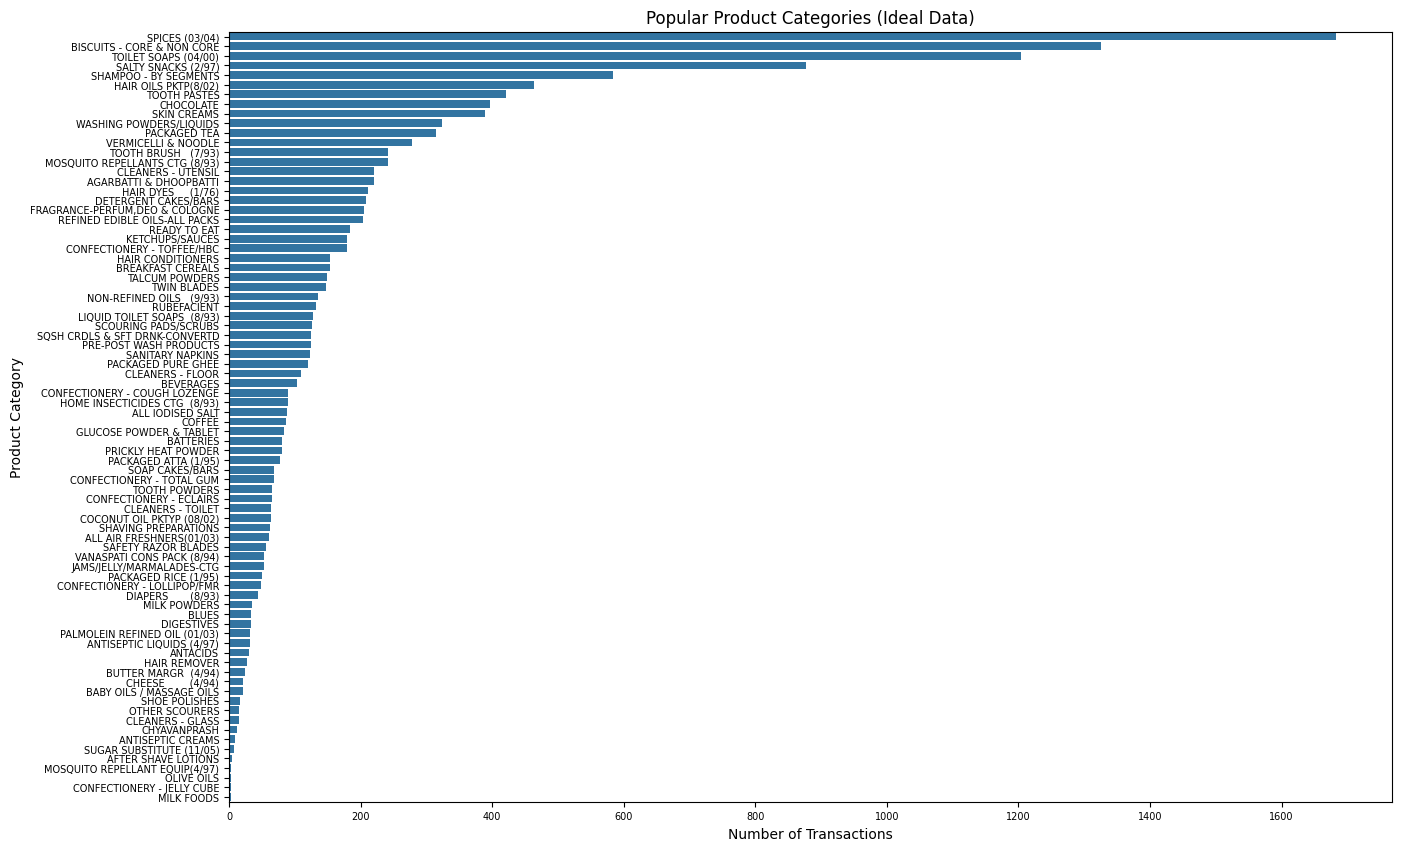 Popular Product Categories (Ideal Data)
SPICES (03/04)
BISCUITS - CORE & NON CORE
TOILET SOAPS (04/00)
SALTY SNACKS (2/97)
SHAMPOO - BY SEGMENTS
HAIR OILS PKTP(8/02)
TOOTH PASTES
CHOCOLATE
SKIN CREAMS
WASHING POWDERS/LIQUIDS
PACKAGED TEA
VERMICELLI & NOODLE
TOOTH BRUSH   (7/93)
MOSQUITO REPELLANTS CTG (8/93)
CLEANERS - UTENSIL
AGARBATTI & DHOOPBATTI
HAIR DYES     (1/76)
DETERGENT CAKES/BARS
FRAGRANCE-PERFUM,DEO & COLOGNE
REFINED EDIBLE OILS-ALL PACKS
READY TO EAT
KETCHUPS/SAUCES
CONFECTIONERY - TOFFEE/HBC
HAIR CONDITIONERS
BREAKFAST CEREALS
TALCUM POWDERS
TWIN BLADES
NON-REFINED OILS   (9/93)
RUBEFACIENT
LIQUID TOILET SOAPS  (8/93)
SCOURING PADS/SCRUBS
SQSH CRDLS & SFT DRNK-CONVERTD
PRE-POST WASH PRODUCTS
SANITARY NAPKINS
PACKAGED PURE GHEE
CLEANERS - FLOOR
BEVERAGES
CONFECTIONERY - COUGH LOZENGE
HOME INSECTICIDES CTG  (8/93)
ALL IODISED SALT
COFFEE
GLUCOSE POWDER & TABLET
BATTERIES
PRICKLY HEAT POWDER
PACKAGED ATTA (1/95)
SOAP CAKES/BARS
CONFECTIONERY - TOTAL GUM
TOOTH POWDERS
CONFECTIONERY - ECLAIRS
CLEANERS - TOILET
COCONUT OIL PKTYP (08/02)
SHAVING PREPARATIONS
ALL AIR FRESHNERS(01/03)
SAFETY RAZOR BLADES
VANASPATI CONS PACK (8/94)
JAMS/JELLY/MARMALADES-CTG
PACKAGED RICE (1/95)
CONFECTIONERY - LOLLIPOP/FMR
DIAPERS       (8/93)
MILK POWDERS
BLUES
DIGESTIVES
PALMOLEIN REFINED OIL (01/03)
ANTISEPTIC LIQUIDS (4/97)
ANTACIDS
HAIR REMOVER
BUTTER MARGR  (4/94)
CHEESE        (4/94)
BABY OILS / MASSAGE OILS
SHOE POLISHES
OTHER SCOURERS
CLEANERS - GLASS
CHYAVANPRASH
ANTISEPTIC CREAMS
SUGAR SUBSTITUTE (11/05)
AFTER SHAVE LOTIONS
MOSQUITO REPELLANT EQUIP(4/97)
OLIVE OILS
CONFECTIONERY - JELLY CUBE
MILK FOODS
Product Category
0 200 400 600 800 1000 1200 1400 1600
Number of Transactions